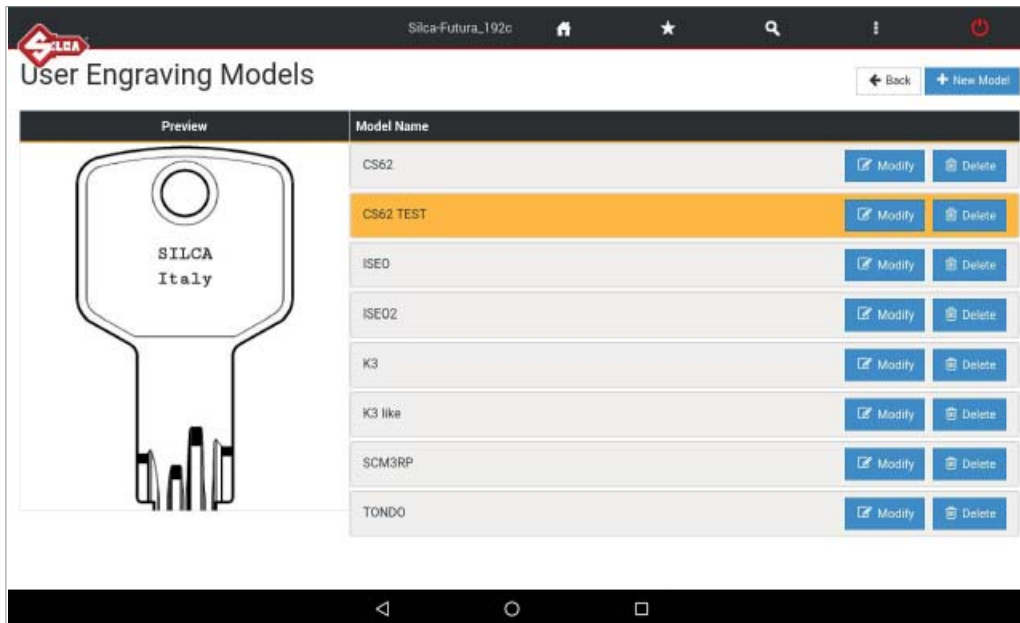 Silca-Futura_192c
SILCA
User Engraving Models
Back
New Model
Preview
Model Name
SILCA
Italy
CS62
Modify
Delete
CS62 TEST
Modify
Delete
ISEO
Modify
Delete
ISEO2
Modify
Delete
K3
Modify
Delete
K3 like
Modify
Delete
SCM3RP
Modify
Delete
TONDO
Modify
Delete